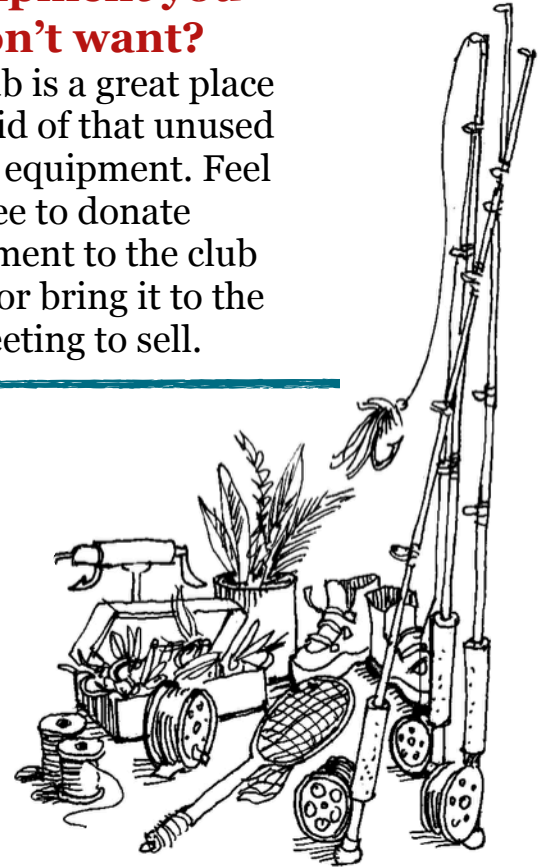 on't want?
b is a great place
id of that unused
equipment. Feel
ee to donate
ment to the club
or bring it to the
eeting to sell.